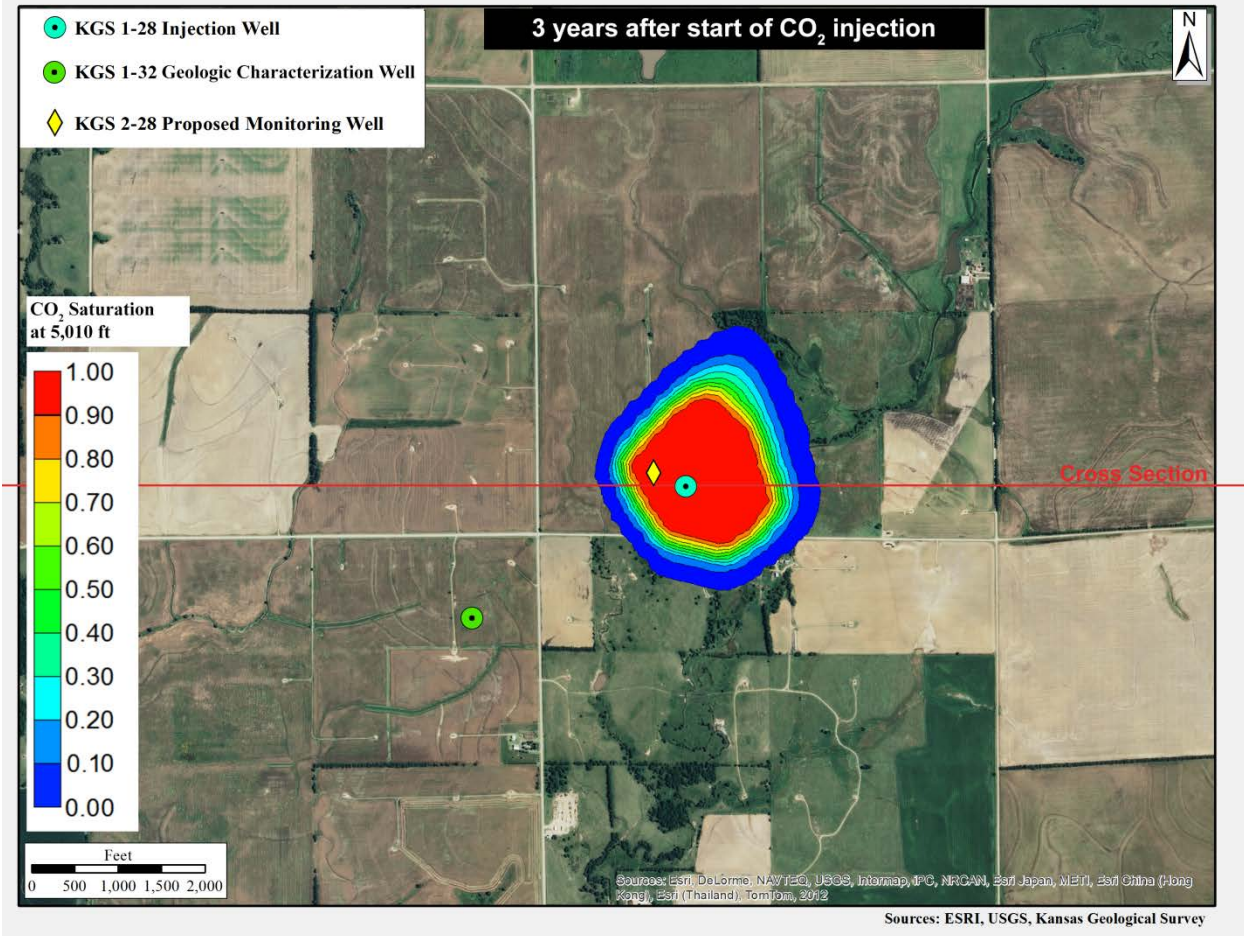 KGS 1-28 Injection Well
KGS 1-32 Geologic Characterization Well
KGS 2-28 Proposed Monitoring Well
3 years after start of CO₂ injection
N
CO₂ Saturation
at 5,010 ft
1.00
0.90
0.80
0.70
0.60
0.50
0.40
0.30
0.20
0.10
0.00
Cross Section
Feet
0 500 1,000 1,500 2,000
Sources: Esri, DeLorme, NAVTEQ, USGS, Intermap, iPC, NRCAN, Esri Japan, METI, Esri China (Hong
Kong), Esri (Thailand), TomTom, 2012
Sources: ESRI, USGS, Kansas Geological Survey